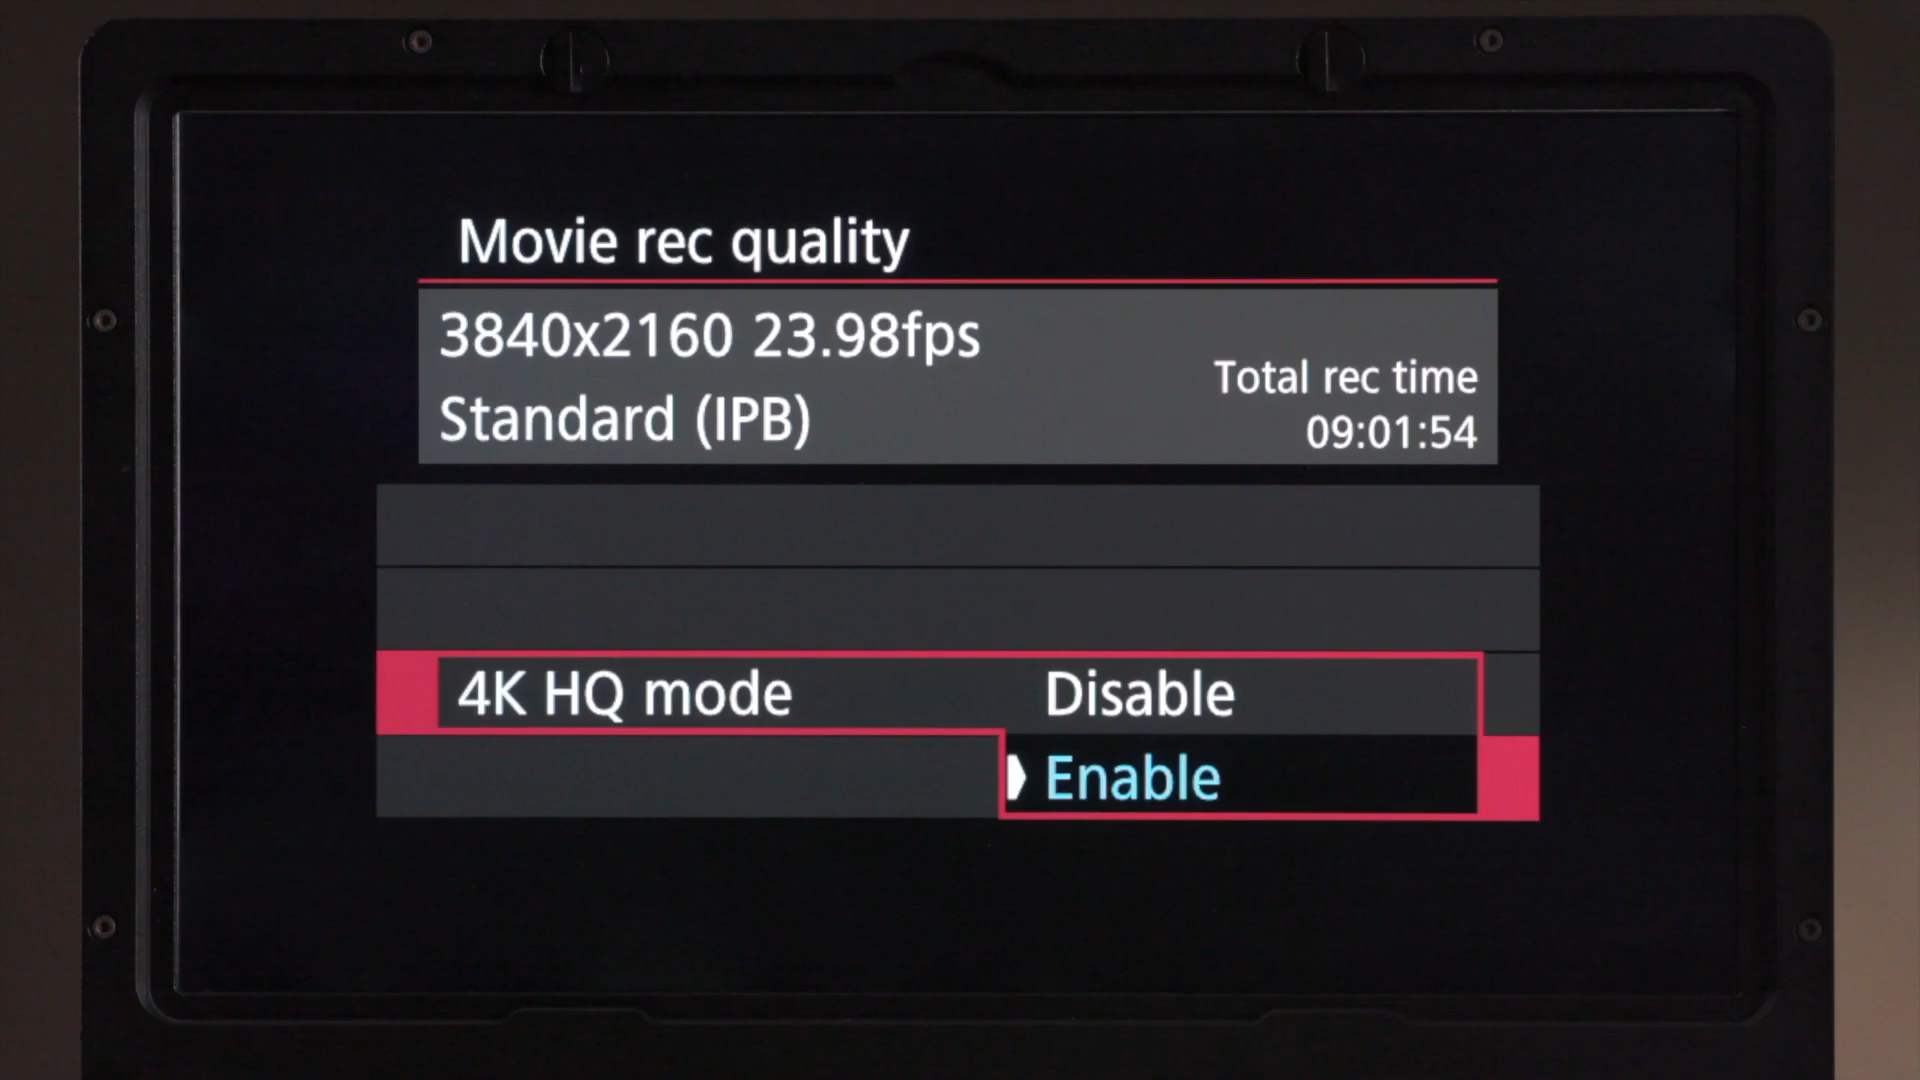 Movie rec quality
3840x2160 23.98fps
Standard (IPB)
Total rec time
09:01:54
4K HQ mode
Disable
Enable